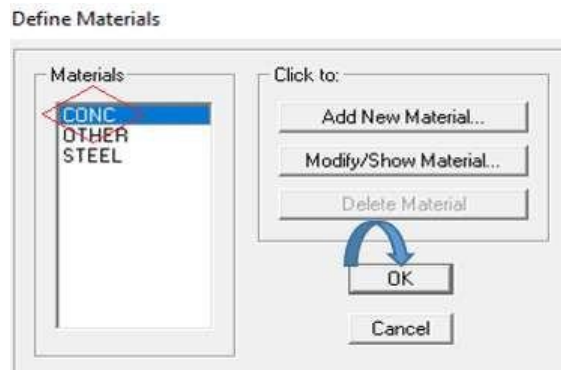 Define Materials
Materials
CONC
OTHER
STEEL
Click to:
Add New Material...
Modify/Show Material...
Delete Material
OK
Cancel